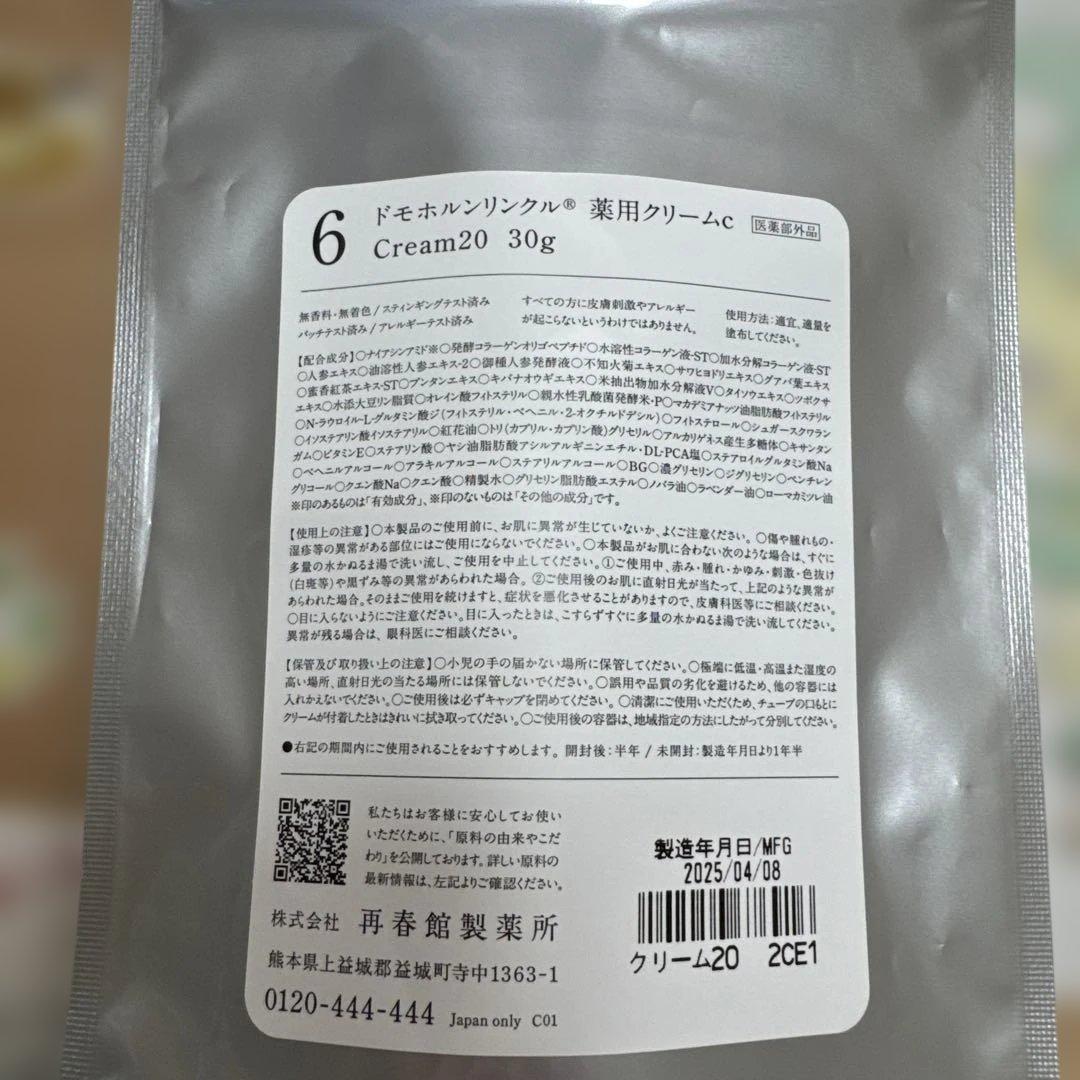 6
ドモホルンリンクル® 薬用クリームc 医薬部外品
Cream20 30g
無香料・無着色 / スティンギングテスト済み
パッチテスト済み / アレルギーテスト済み
すべての方に皮膚刺激やアレルギー
が起こらないというわけではありません。
使用方法:適宜、適量を
塗布してください。
【配合成分】○ナイアシンアミド※○発酵コラーゲンオリゴペプチド○水溶性コラーゲン液-ST○加水分解コラーゲン液-ST
○人参エキス○油溶性人参エキス-2○御種人参発酵液○不知火菊エキス○サワヒヨドリエキス○グアバ葉エキス
○蜜香紅茶エキス-ST○ブンタンエキス○キバナオウギエキス○米抽出物加水分解液V○タイソウエキス○ツボクサ
エキス○水添大豆リン脂質○オレイン酸フィトステリル○親水性乳酸菌発酵米・P○マカデミアナッツ油脂肪酸フィトステリル
○N-ラウロイル-L-グルタミン酸ジ(フィトステリル・ベヘニル・2-オクチルドデシル)○フィトステロール○シュガースクワラン
○イソステアリン酸イソステアリル○紅花油○トリ(カプリル・カプリン酸)グリセリル○アルカリゲネス産生多糖体○キサンタン
ガム○ビタミンE○ステアリン酸○ヤシ油脂肪酸アシルアルギニンエチル・DL-PCA塩○ステアロイルグルタミン酸Na
○ベヘニルアルコール○アラキルアルコール○ステアリルアルコール○BG○濃グリセリン○ジグリセリン○ペンチレン
グリコール○クエン酸Na○クエン酸○精製水○グリセリン脂肪酸エステル○ノバラ油○ラベンダー油○ローマカミツレ油
※印のあるものは「有効成分」、※印のないものは「その他の成分」です。
【使用上の注意】○本製品のご使用前に、お肌に異常が生じていないか、よくご注意ください。○傷や腫れもの・
湿疹等の異常がある部位にはご使用にならないでください。○本製品がお肌に合わない次のような場合は、すぐに
多量の水かぬるま湯で洗い流し、ご使用を中止してください。①ご使用中、赤み・腫れ・かゆみ・刺激・色抜け
(白斑等)や黒ずみ等の異常があらわれた場合。②ご使用後のお肌に直射日光が当たって、上記のような異常が
あらわれた場合。そのままご使用を続けますと、症状を悪化させることがありますので、皮膚科医等にご相談ください。
○目に入らないようにご注意ください。目に入ったときは、こすらずすぐに多量の水かぬるま湯で洗い流してください。
異常が残る場合は、眼科医にご相談ください。
【保管及び取り扱い上の注意】○小児の手の届かない場所に保管してください。○極端に低温・高温また湿度の
高い場所、直射日光の当たる場所には保管しないでください。○誤用や品質の劣化を避けるため、他の容器には
入れかえないでください。○ご使用後は必ずキャップを閉めてください。○清潔にご使用いただくため、チューブの口もとに
クリームが付着したときはきれいに拭き取ってください。○ご使用後の容器は、地域指定の方法にしたがって分別してください。
●右記の期間内にご使用されることをおすすめします。開封後:半年 / 未開封:製造年月日より1年半
私たちはお客様に安心してお使い
いただくために、「原料の由来やこだ
わり」を公開しております。詳しい原料の
最新情報は、左記よりご確認ください。
株式会社 再春館製薬所
熊本県上益城郡益城町寺中1363-1
0120-444-444 Japan only C01
製造年月日/MFG
2025/04/08
クリーム20 2CE1